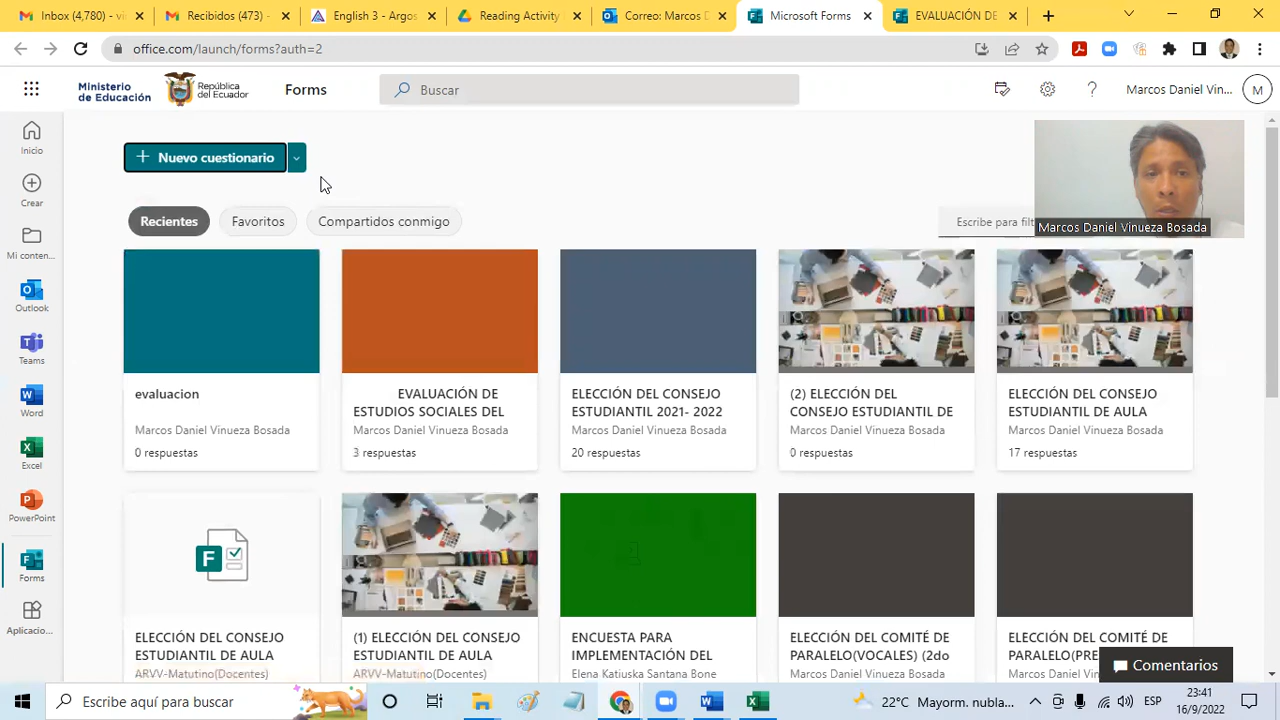 Inbox (4,780) - vi
Recibidos (473) -
English 3 - Argos
Reading Activity
Correo: Marcos D
Microsoft Forms
EVALUACIÓN DE
office.com/launch/forms?auth=2
Ministerio
de Educación
República
del Ecuador
Forms
Buscar
Marcos Daniel Vin...
M
Inicio
Crear
Mi conten...
Outlook
Teams
Word
Excel
PowerPoint
Forms
Aplicacio...
Nuevo cuestionario
Recientes
Favoritos
Compartidos conmigo
Escribe para filt
Marcos Daniel Vinueza Bosada
evaluacion
Marcos Daniel Vinueza Bosada
0 respuestas
EVALUACIÓN DE
ESTUDIOS SOCIALES DEL
Marcos Daniel Vinueza Bosada
3 respuestas
ELECCIÓN DEL CONSEJO
ESTUDIANTIL 2021- 2022
Marcos Daniel Vinueza Bosada
20 respuestas
(2) ELECCIÓN DEL
CONSEJO ESTUDIANTIL DE
Marcos Daniel Vinueza Bosada
0 respuestas
ELECCIÓN DEL CONSEJO
ESTUDIANTIL DE AULA
Marcos Daniel Vinueza Bosada
17 respuestas
ELECCIÓN DEL CONSEJO
ESTUDIANTIL DE AULA
ARVV-Matutino(Docentes)
(1) ELECCIÓN DEL CONSEJO
ESTUDIANTIL DE AULA
ARVV-Matutino(Docentes)
ENCUESTA PARA
IMPLEMENTACIÓN DEL
Elena Katiuska Santana Bone
ELECCIÓN DEL COMITÉ DE
PARALELO(VOCALES) (2do
Marcos Daniel Vinueza Bosada
ELECCIÓN DEL COMITÉ DE
PARALELO(PRE
Marcos Daniel
Comentarios
Escribe aquí para buscar
22°C Mayorm. nubla...
ESP
23:41
16/9/2022